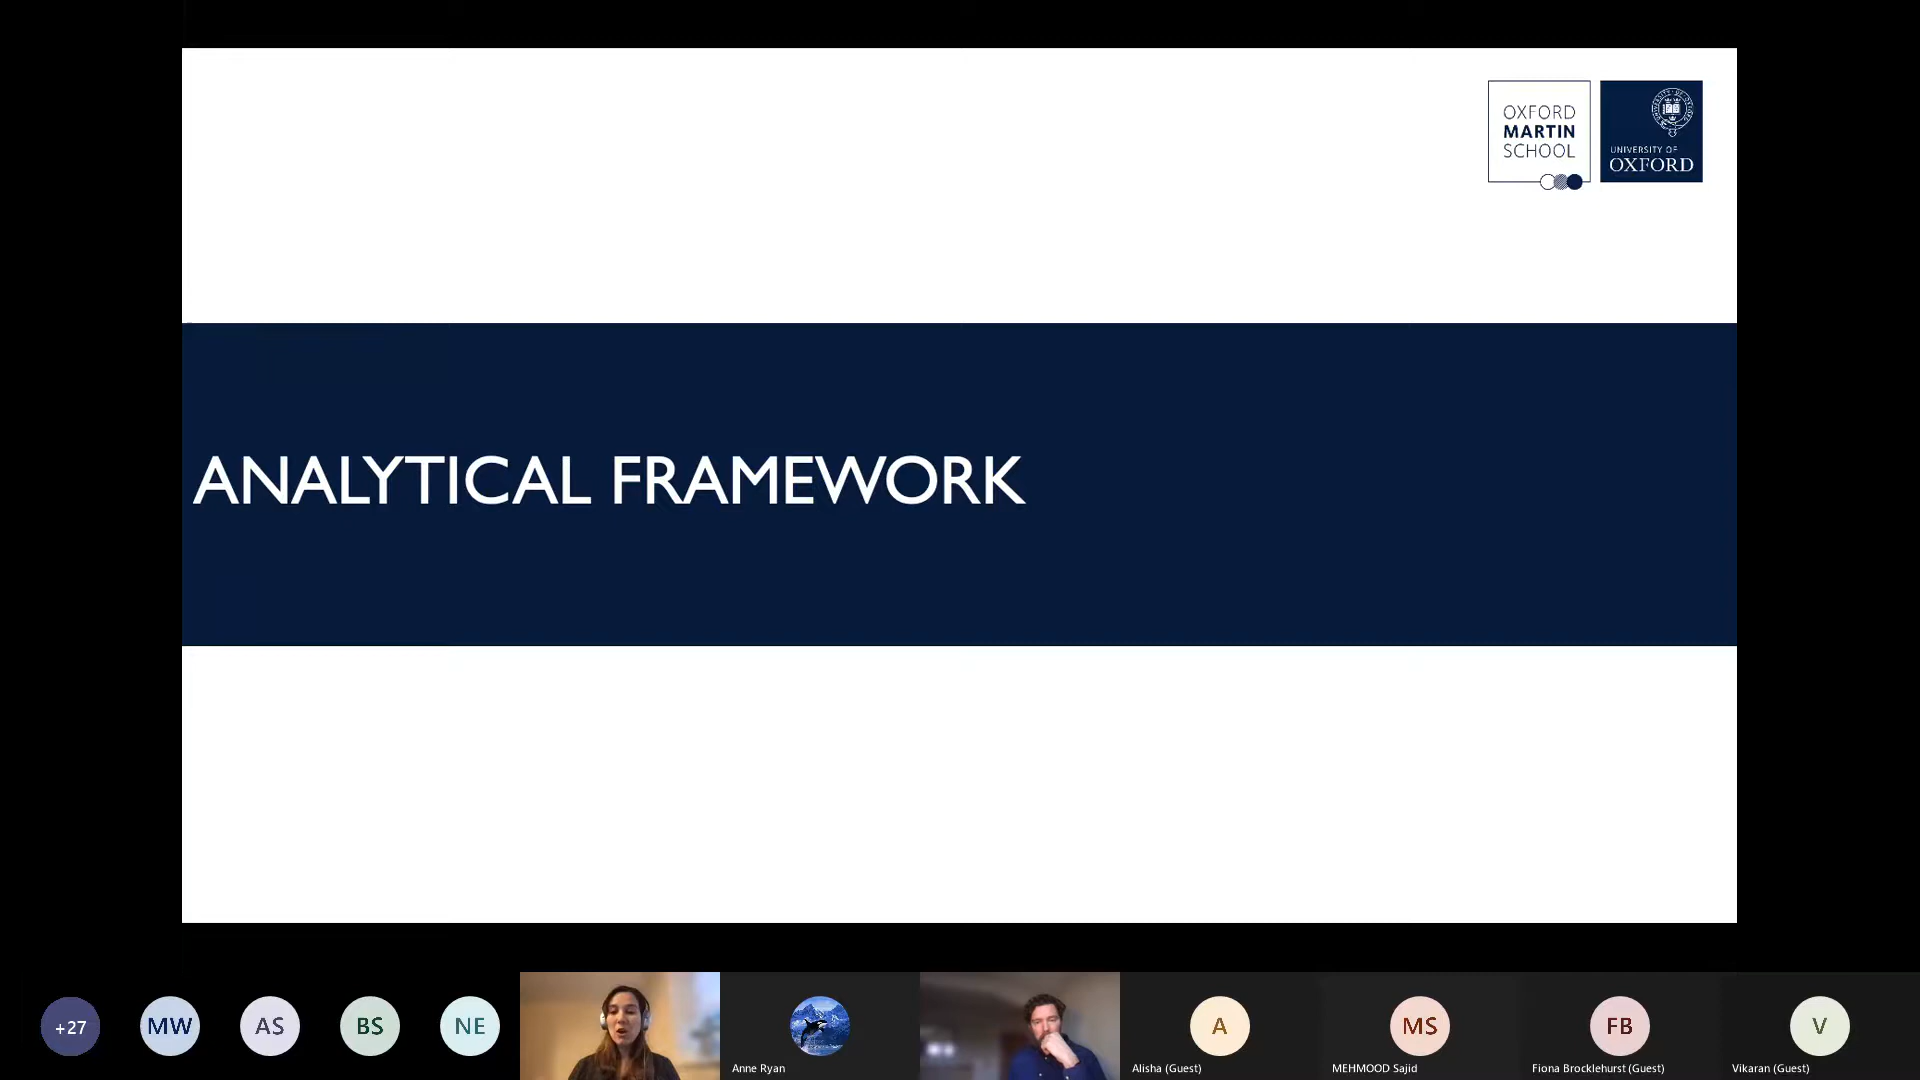 OXFORD
MARTIN
SCHOOL
UNIVERSITY OF
OXFORD
ANALYTICAL FRAMEWORK
+27
MW
AS
BS
NE
Anne Ryan
A
Alisha (Guest)
MS
MEHMOOD Sajid
FB
Fiona Brocklehurst (Guest)
V
Vikaran (Guest)